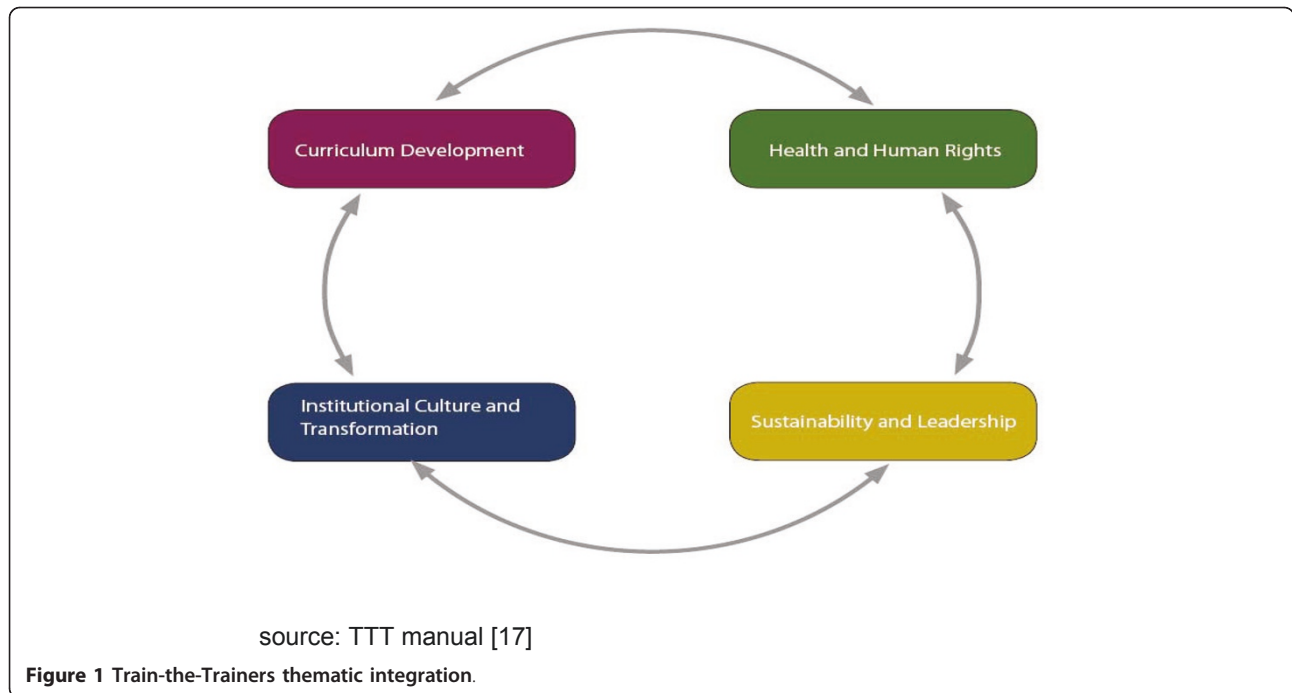 Curriculum Development
Health and Human Rights
Institutional Culture and
Transformation
Sustainability and Leadership
source: TTT manual [17]
Figure 1 Train-the-Trainers thematic integration.